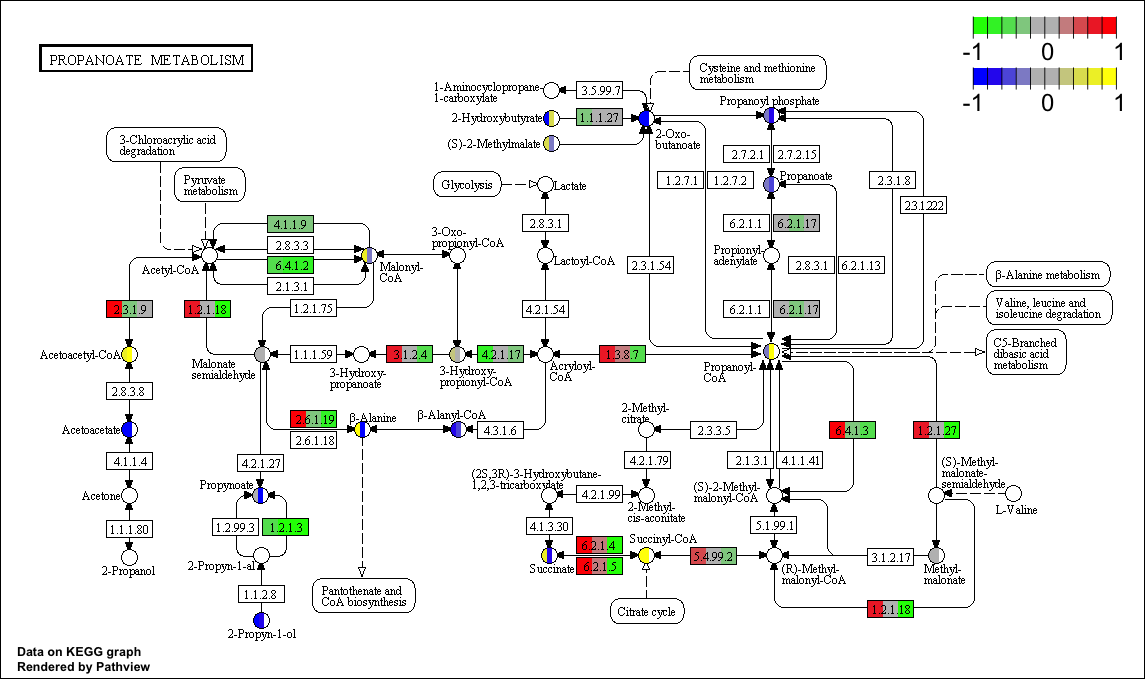 PROPANOATE METABOLISM
-1 0 1
-1 0 1
Cysteine and methionine
metabolism
1-Aminocyclopropane-
1-carboxylate
3.5.99.7
Propanoyl phosphate
2-Hydroxybutyrate
1.1.1.27
2-Oxo-
butanoate
(S)-2-Methylmalate
3-Chloroacrylic acid
degradation
2.7.2.1
2.7.2.15
Pyruvate
metabolism
Glycolysis
Lactate
1.2.7.1
1.2.7.2
Propanoate
2.3.1.8
2.3.1.222
4.1.1.9
2.8.3.1
6.2.1.1
6.2.1.17
2.8.3.3
3-Oxo-
propionyl-CoA
Acetyl-CoA
6.4.1.2
Malonyl-
CoA
Lactoyl-CoA
Propionyl-
adenylate
2.3.1.54
2.8.3.1
6.2.1.13
β-Alanine metabolism
2.1.3.1
2.3.1.9
1.2.1.18
1.2.1.75
4.2.1.54
6.2.1.1
6.2.1.17
Valine, leucine and
isoleucine degradation
Acetoacetyl-CoA
Malonate
semialdehyde
1.1.1.59
3-Hydroxy-
propanoate
3.1.2.4
3-Hydroxy-
propionyl-CoA
4.2.1.17
Acryloyl-
CoA
1.3.8.7
Propanoyl-
CoA
C5-Branched
dibasic acid
metabolism
2.8.3.8
2.6.1.19
β-Alanine
β-Alanyl-CoA
2-Methyl-
citrate
Acetoacetate
2.6.1.18
4.3.1.6
2.3.3.5
6.4.1.3
1.2.1.27
4.1.1.4
4.2.1.27
4.2.1.79
2.1.3.1
4.1.1.41
(S)-Methyl-
malonate-
semialdehyde
Propynoate
(2S,3R)-3-Hydroxybutane-
1,2,3-tricarboxylate
4.2.1.99
2-Methyl-
cis-aconitate
(S)-2-Methyl-
malonyl-CoA
L-Valine
Acetone
1.1.1.80
1.2.99.3
1.2.1.3
4.1.3.30
5.1.99.1
2-Propanol
2-Propyn-1-al
Succinate
6.2.1.4
6.2.1.5
Succinyl-CoA
5.4.99.2
(R)-Methyl-
malonyl-CoA
3.1.2.17
Methyl-
malonate
1.1.2.8
Pantothenate and
CoA biosynthesis
Citrate cycle
1.2.1.18
2-Propyn-1-ol
Data on KEGG graph
Rendered by Pathview